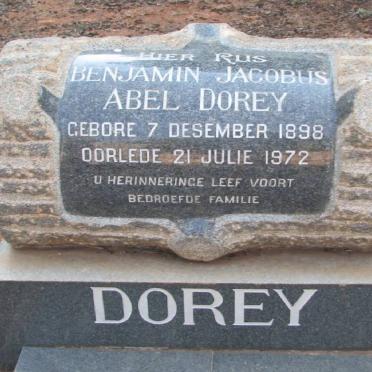 HIER RUS
BENJAMIN JACOBUS
ABEL DOREY
GEBORE 7 DESEMBER 1898
OORLEDE 21 JULIE 1972
U HERINNERINGE LEEF VOORT
BEDROEFDE FAMILIE
DOREY